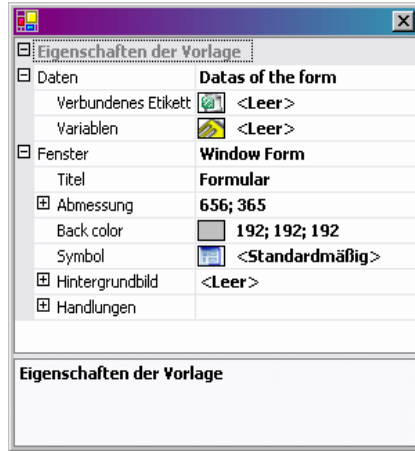 Eigenschaften der Vorlage
Daten Datas of the form
Verbundenes Etikett <Leer>
Variablen <Leer>
Fenster Window Form
Titel Formular
Abmessung 656; 365
Back color 192; 192; 192
Symbol <Standardmäßig>
Hintergrundbild <Leer>
Handlungen
Eigenschaften der Vorlage